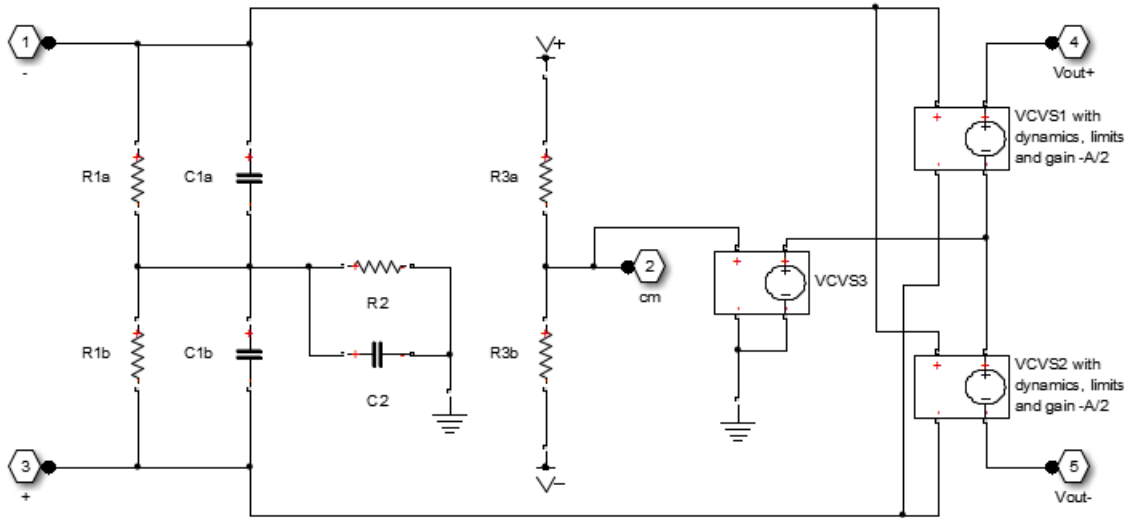 1
-
R1a
C1a
V+
R3a
4
Vout+
VCVS1 with
dynamics, limits
and gain -A/2
R2
2
cm
VCVS3
R1b
C1b
C2
R3b
VCVS2 with
dynamics, limits
and gain -A/2
3
+
V-
5
Vout-